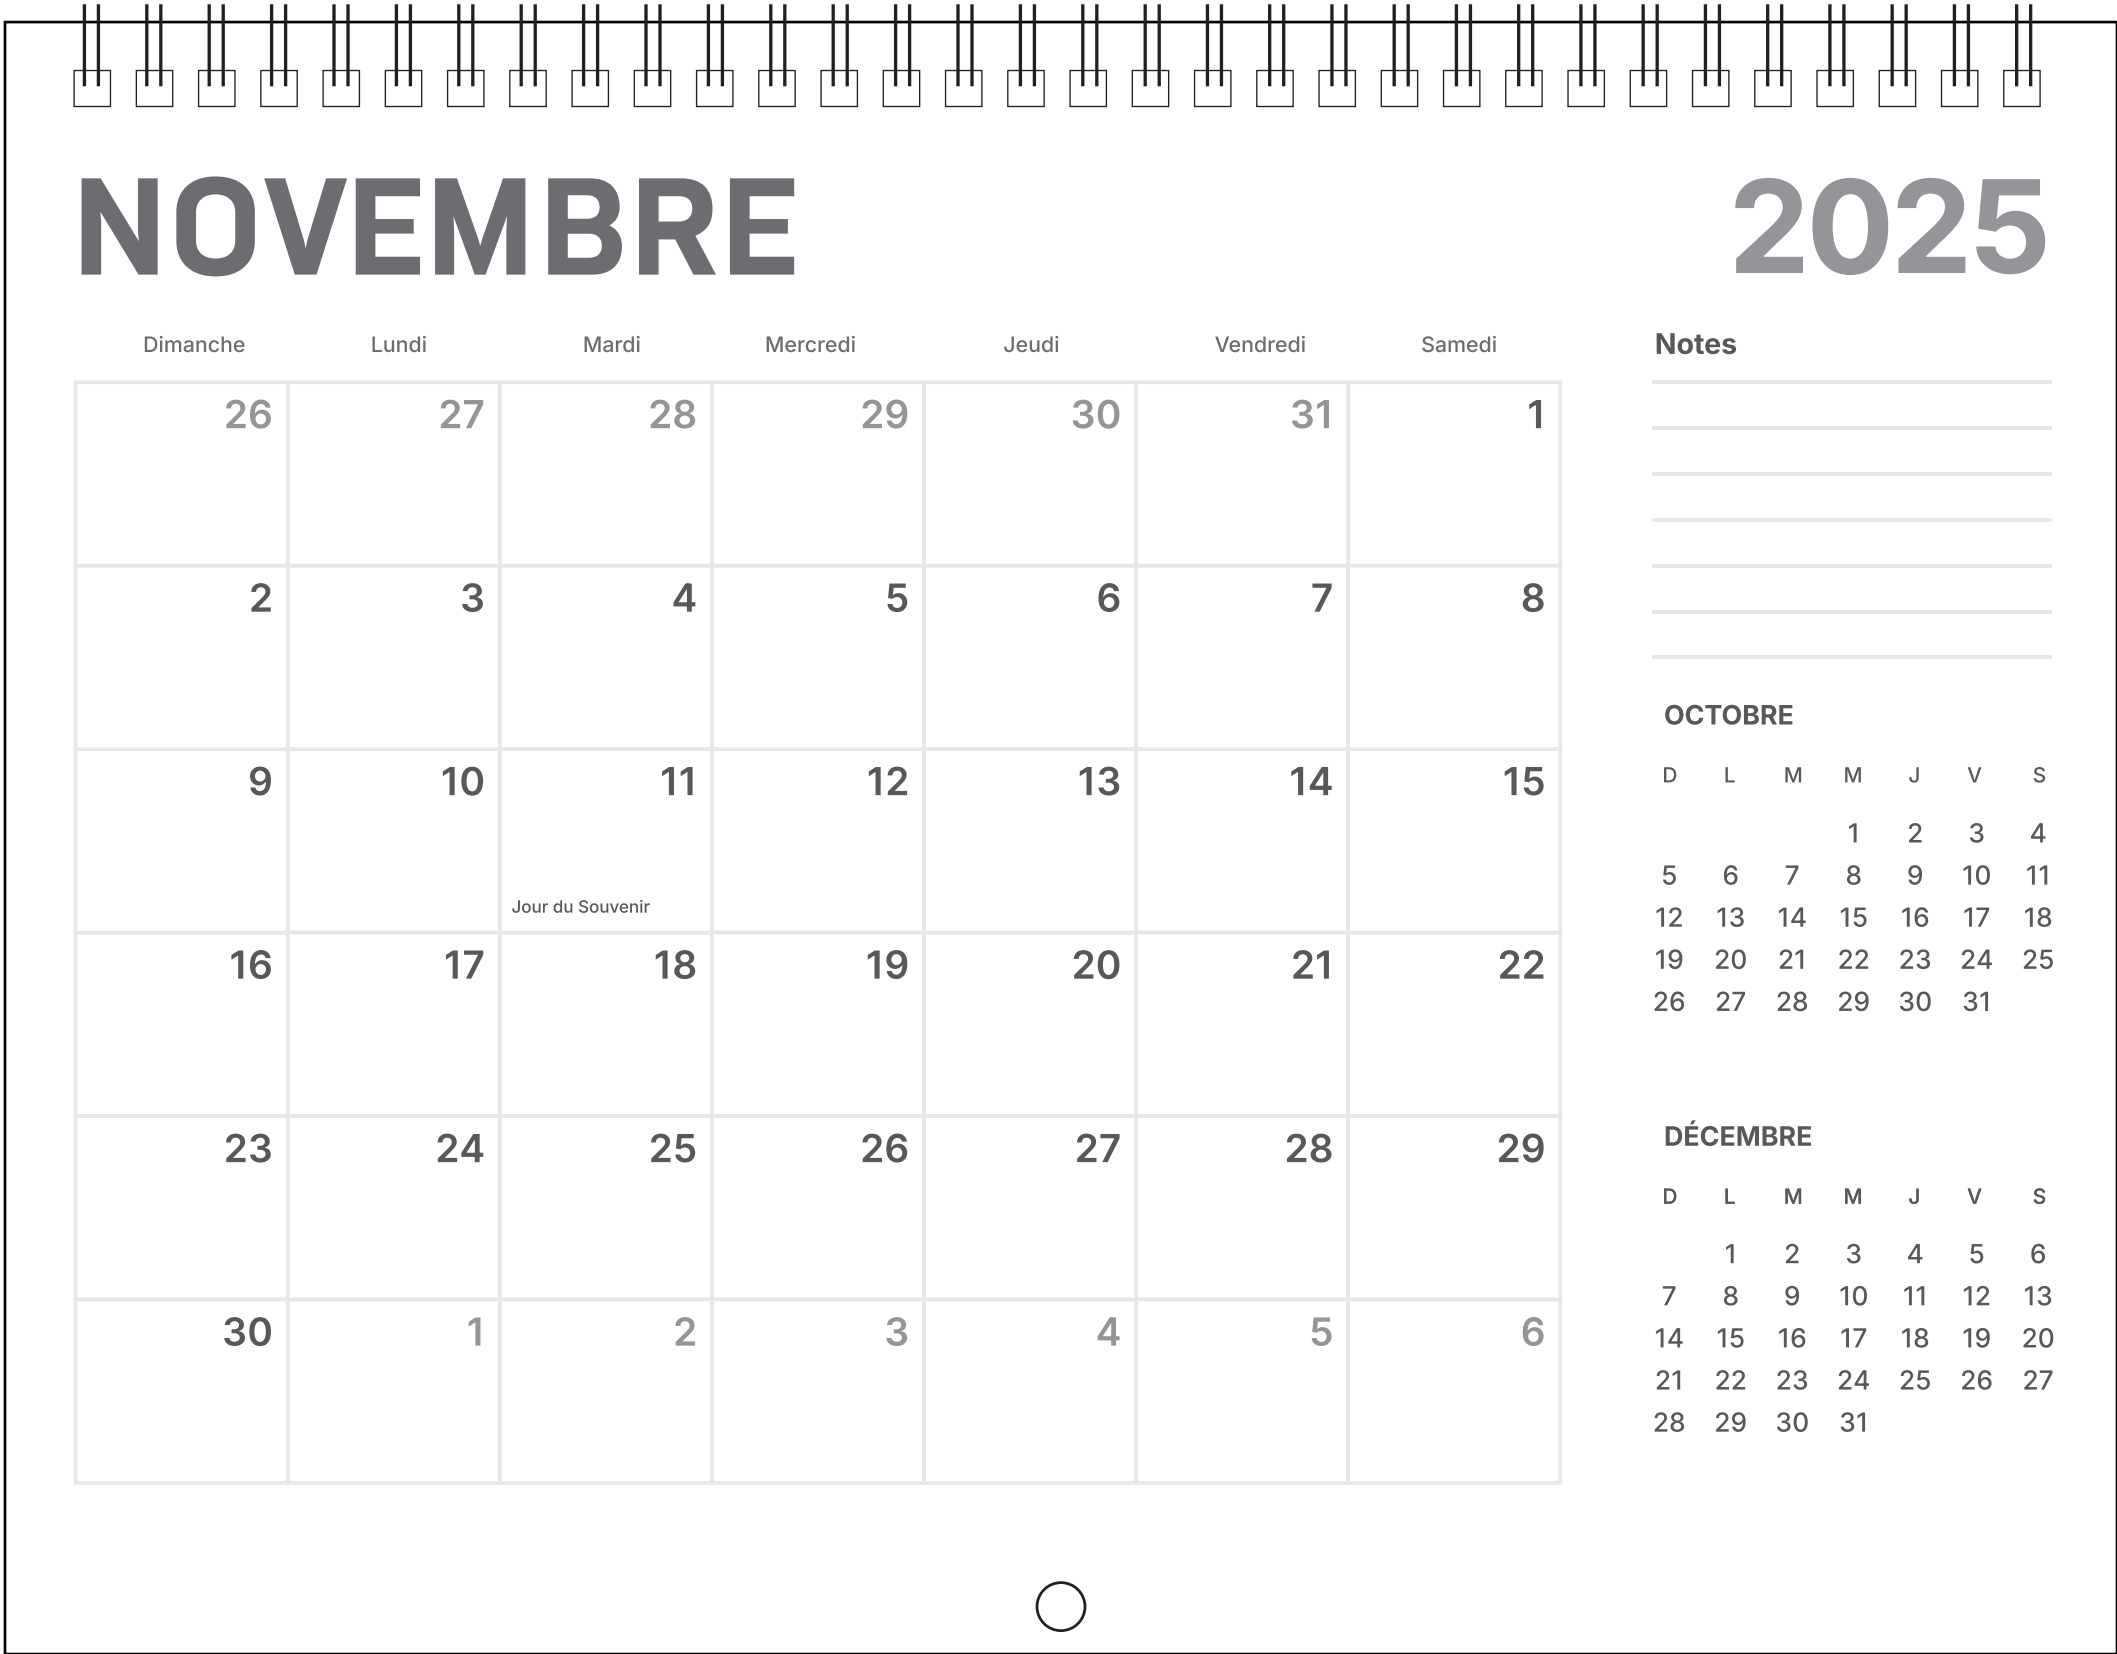 NOVEMBRE 2025
Dimanche Lundi Mardi Mercredi Jeudi Vendredi Samedi
26 27 28 29 30 31 1
2 3 4 5 6 7 8
9 10 11 12 13 14 15
Jour du Souvenir
16 17 18 19 20 21 22
23 24 25 26 27 28 29
30 1 2 3 4 5 6
Notes
OCTOBRE
D L M M J V S
1 2 3 4
5 6 7 8 9 10 11
12 13 14 15 16 17 18
19 20 21 22 23 24 25
26 27 28 29 30 31
DÉCEMBRE
D L M M J V S
1 2 3 4 5 6
7 8 9 10 11 12 13
14 15 16 17 18 19 20
21 22 23 24 25 26 27
28 29 30 31